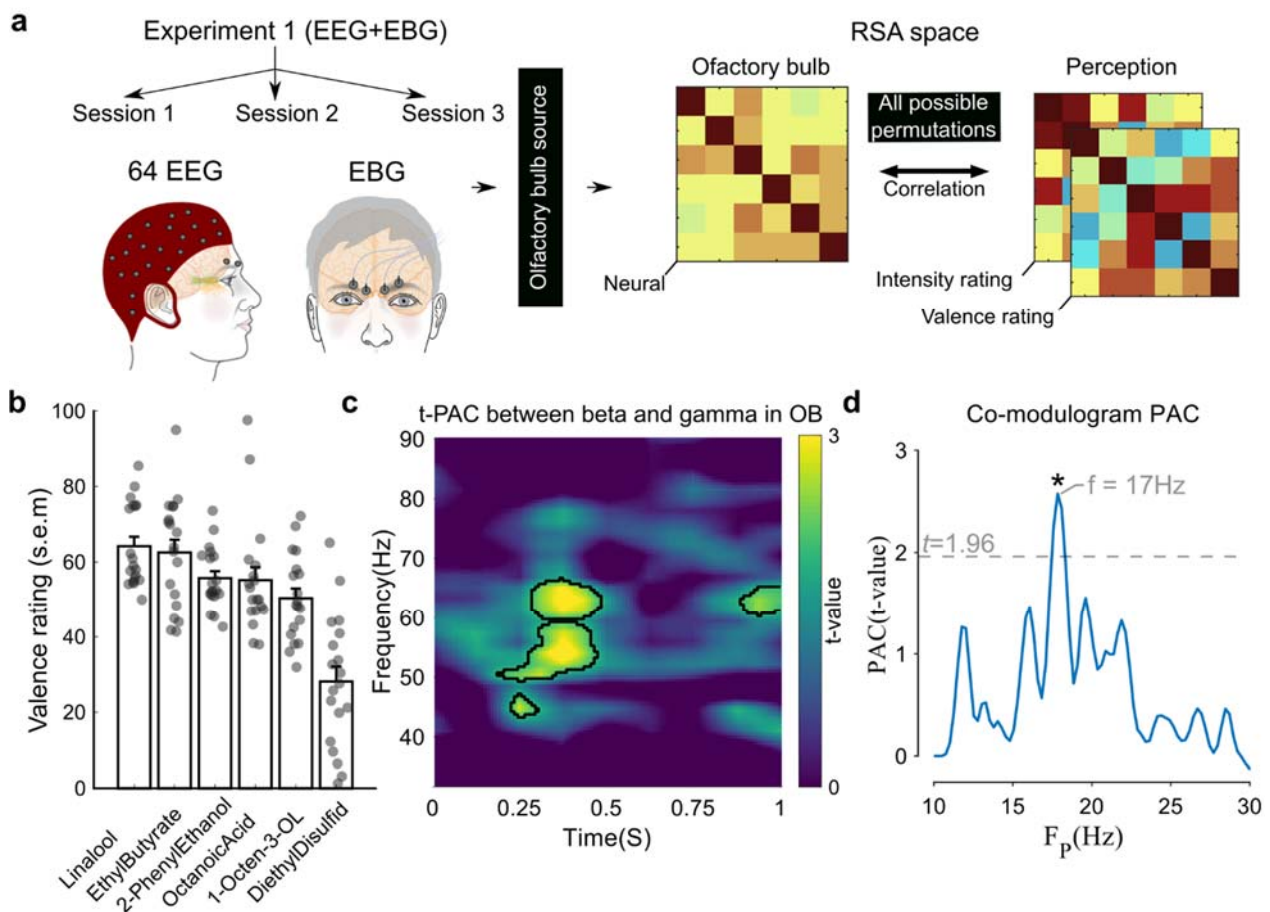 a
Experiment 1 (EEG+EBG)
Session 1
Session 2
Session 3
64 EEG
EBG
Olfactory bulb source
RSA space
Ofactory bulb
Perception
All possible
permutations
Correlation
Neural
Intensity rating
Valence rating
b
Valence rating (s.e.m)
100
80
60
40
20
0
Linalool
EthylButyrate
2-PhenylEthanol
OctanoicAcid
1-Octen-3-OL
DiethylDisulfid
c
t-PAC between beta and gamma in OB
Frequency(Hz)
90
80
70
60
50
40
0
0.25
0.5
0.75
1
Time(S)
3
t-value
0
d
Co-modulogram PAC
PAC(t-value)
3
2
1
0
*
f = 17Hz
t=1.96
10
15
20
25
30
FP(Hz)